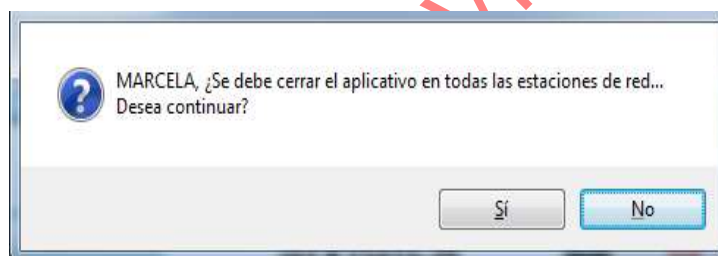 MARCELA, ¿Se debe cerrar el aplicativo en todas las estaciones de red...
Desea continuar?
Sí
No